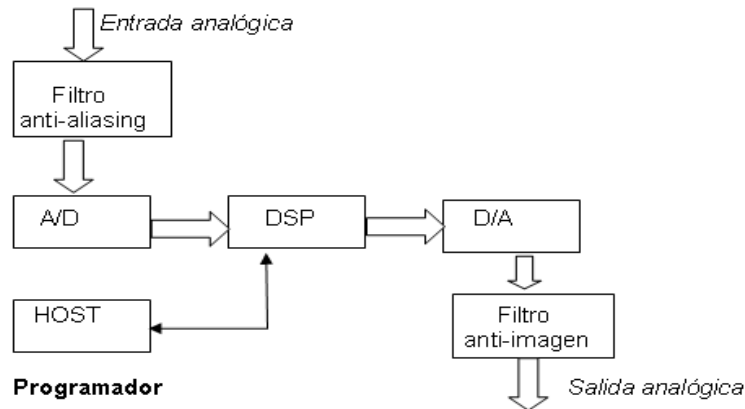 Entrada analógica
Filtro
anti-aliasing
A/D
DSP
D/A
HOST
Filtro
anti-imagen
Programador
Salida analógica